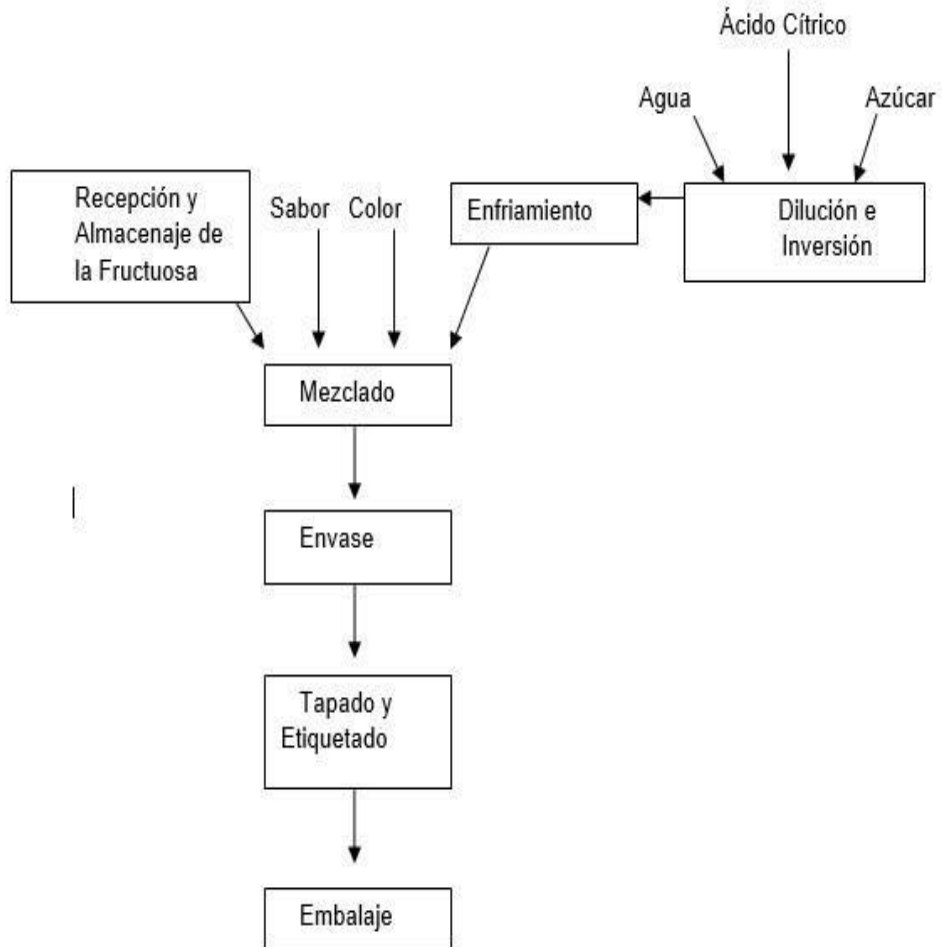 Ácido Cítrico
Agua
Azúcar
Recepción y
Almacenaje de
la Fructuosa
Sabor
Color
Enfriamiento
Dilución e
Inversión
Mezclado
Envase
Tapado y
Etiquetado
Embalaje